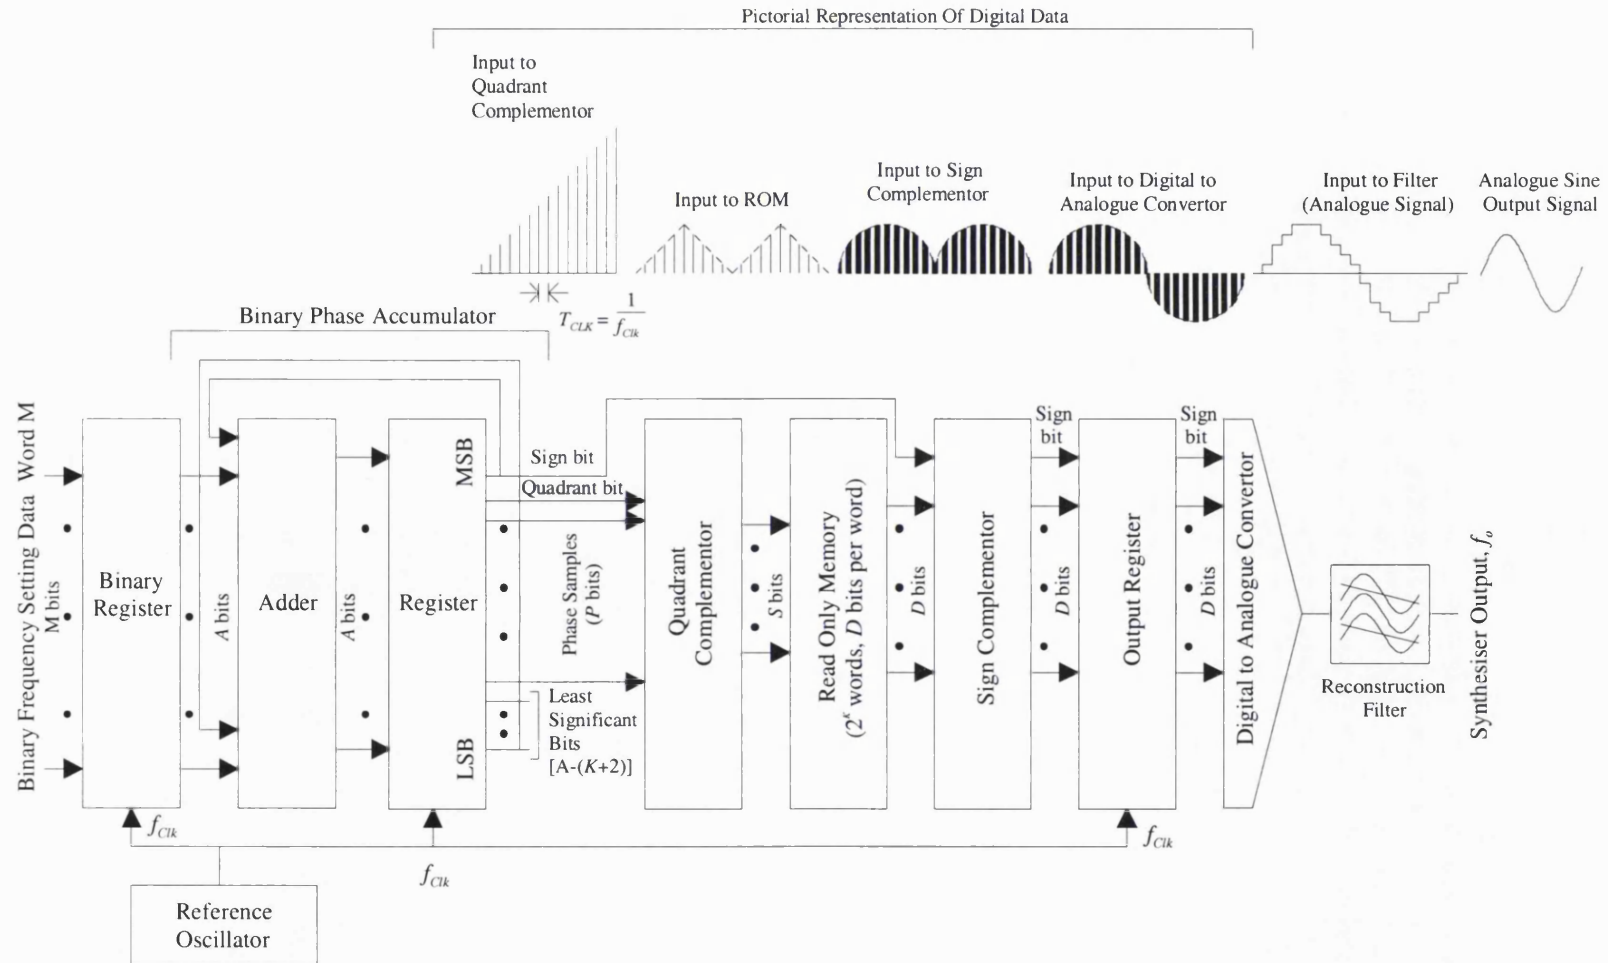 Pictorial Representation Of Digital Data
Input to
Quadrant
Complementor
Input to ROM
Input to Sign
Complementor
Input to Digital to
Analogue Convertor
Input to Filter
(Analogue Signal)
Analogue Sine
Output Signal
T_CLK = 1/f_Clk
Binary Phase Accumulator
Binary Frequency Setting Data Word M
M bits
Binary
Register
A bits
Adder
A bits
Register
MSB
LSB
Sign bit
Quadrant bit
Phase Samples
(P bits)
Least
Significant
Bits
[A-(K+2)]
Quadrant
Complementor
S bits
Read Only Memory
(2^K words, D bits per word)
D bits
Sign Complementor
Sign
bit
D bits
Output Register
Sign
bit
D bits
Digital to Analogue Convertor
Reconstruction
Filter
Synthesiser Output, f_o
f_Clk
f_Clk
f_Clk
Reference
Oscillator